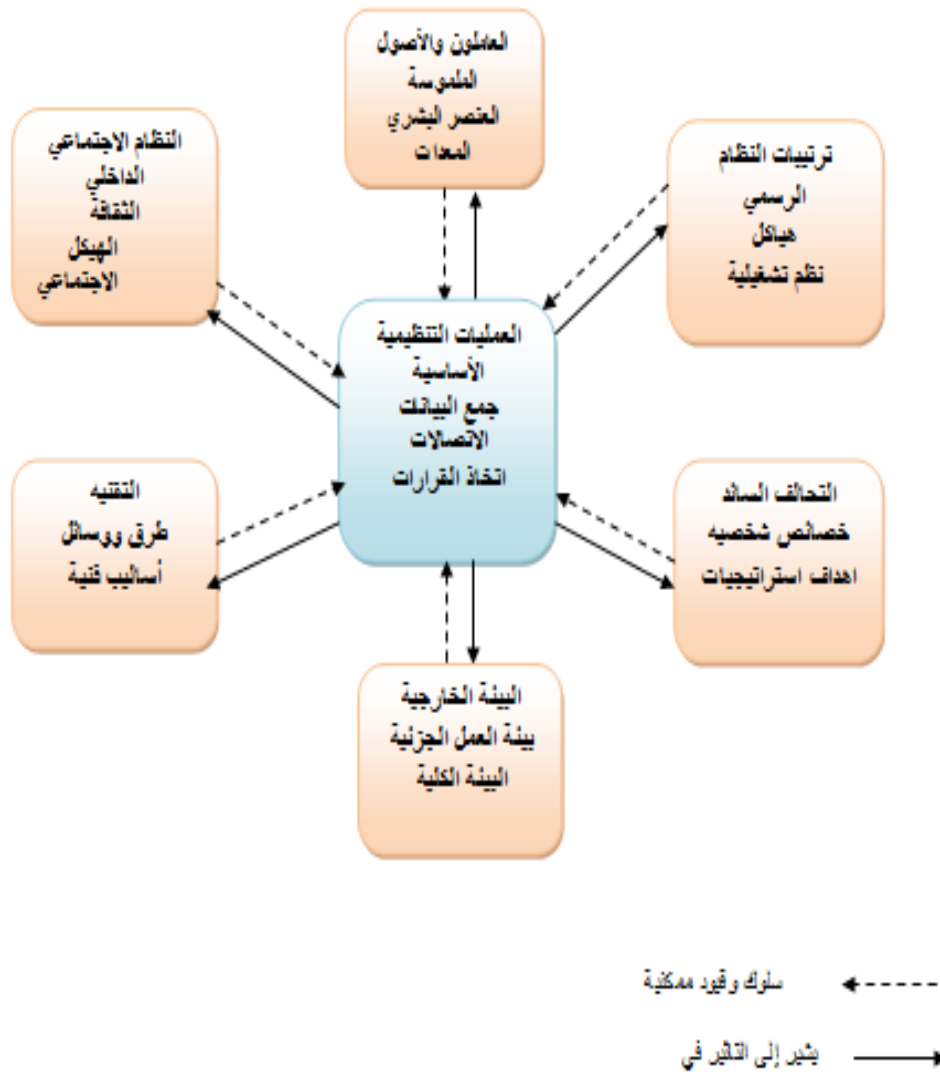 العاملون والأصول
الملموسة
العنصر البشري
المعدات
ترتيبات النظام
الرسمي
هياكل
نظم تشغيلية
النظام الاجتماعي
الداخلي
الثقافة
الهيكل
الاجتماعي
العمليات التنظيمية
الأساسية
جمع البيانات
الاتصالات
اتخاذ القرارات
التحالف السائد
خصائص شخصيه
اهداف استراتيجيات
التقنيه
طرق ووسائل
أساليب فنية
البيئة الخارجية
بيئة العمل الجزئية
البيئة الكلية
سلوك وقيود ممكنية
يشير إلى التأثير في